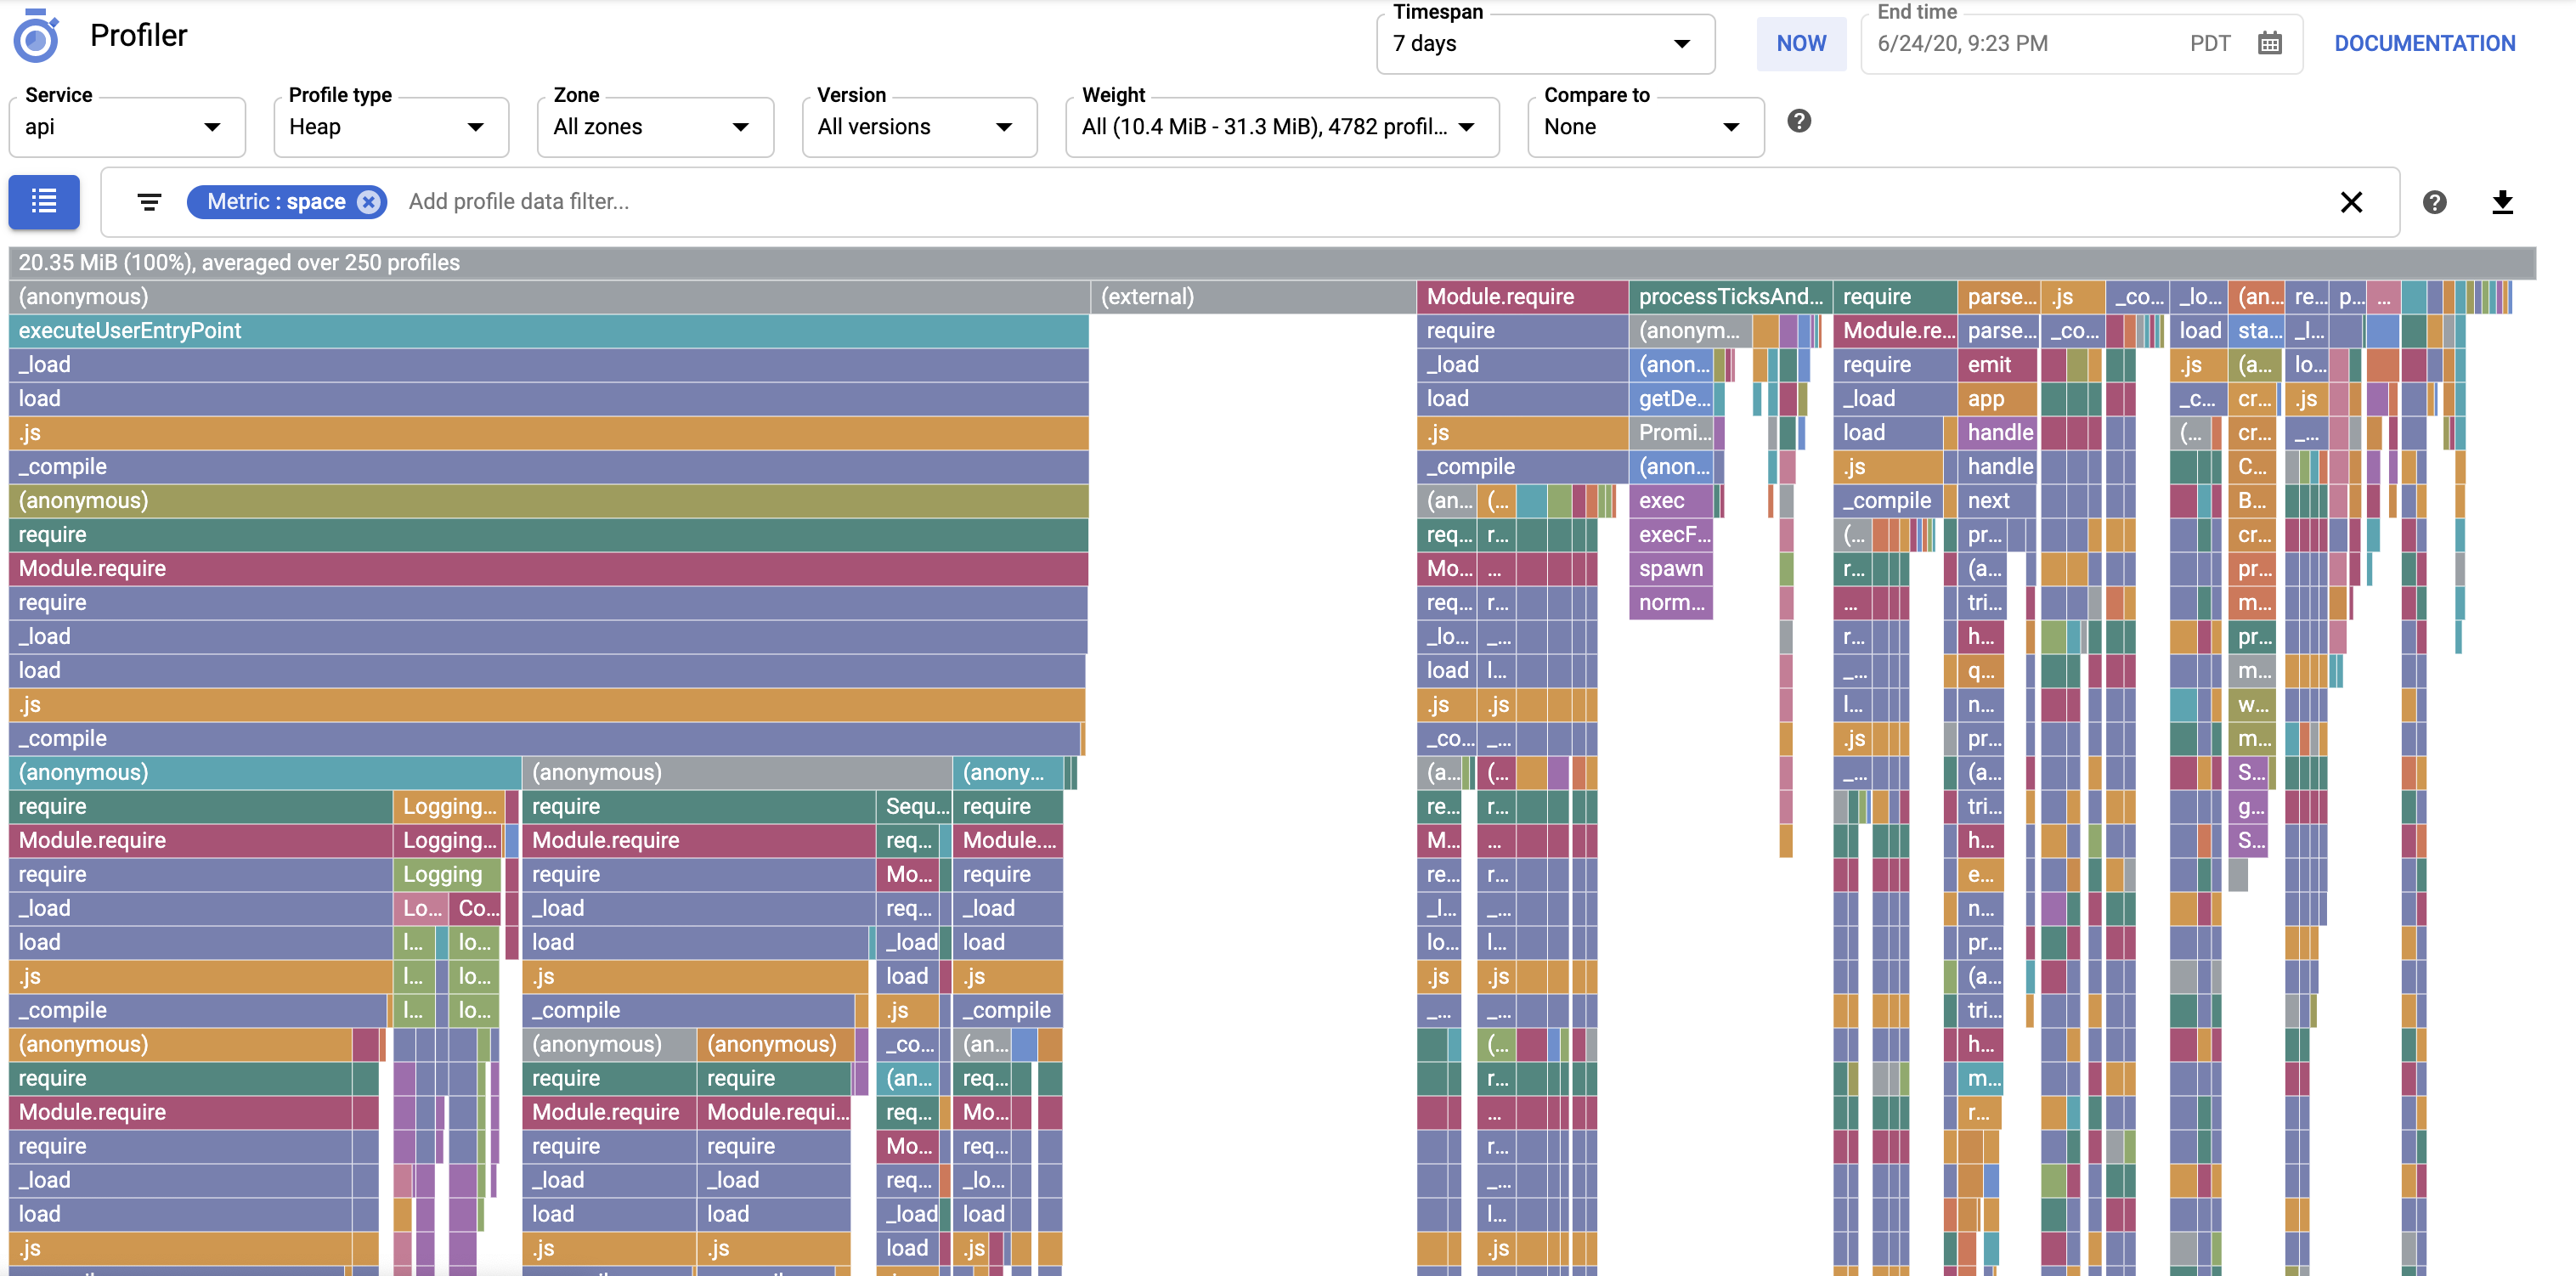 Profiler
Timespan
7 days
NOW
End time
6/24/20, 9:23 PM PDT
DOCUMENTATION
Service
api
Profile type
Heap
Zone
All zones
Version
All versions
Weight
All (10.4 MiB - 31.3 MiB), 4782 profil...
Compare to
None
Metric : space
Add profile data filter...
20.35 MiB (100%), averaged over 250 profiles
(anonymous) (external) Module.require processTicksAnd... require parse... .js _co... _lo... (an... re... p... ...
executeUserEntryPoint require (anonym... Module.re... parse... _co... load sta... _l...
_load _load (anon... require emit .js (a... lo...
load load getDe... _load app _c... cr... .js
.js .js Promi... load handle (... cr... _...
_compile _compile (anon... .js handle C...
(anonymous) (an... (... exec _compile next B...
require req... r... execF... (... pr... cr...
Module.require Mo... ... spawn r... (a... pr...
require req... r... norm... ... tri... m...
_load _lo... _... r... h... pr...
load load l... _... q... m...
.js .js .js l... n... w...
_compile _co... _... .js pr... m...
(anonymous) (anonymous) (anony... (a... (... _... (a... S...
require Logging... require Sequ... require re... r... tri... g...
Module.require Logging... Module.require req... Module.... M... ... h... S...
require Logging require Mo... require re... r... e...
_load Lo... Co... _load req... _load _l... _... n...
load l... lo... load _load load lo... l... pr...
.js l... lo... .js load .js .js .js (a...
_compile l... lo... _compile .js _compile _... _... tri...
(anonymous) (anonymous) (anonymous) _co... (an... (... h...
require require require (an... req... r... m...
Module.require Module.require Module.requi... req... Mo... ... r...
require require require Mo... req... r...
_load _load _load req... _lo... _...
load load load _load load l...
.js .js .js load .js .js